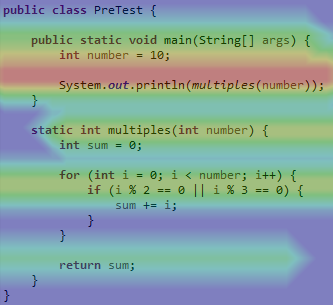 public class PreTest {
    public static void main(String[] args) {
        int number = 10;
        System.out.println(multiples(number));
    }
    static int multiples(int number) {
        int sum = 0;
        for (int i = 0; i < number; i++) {
            if (i % 2 == 0 || i % 3 == 0) {
                sum += i;
            }
        }
        return sum;
    }
}